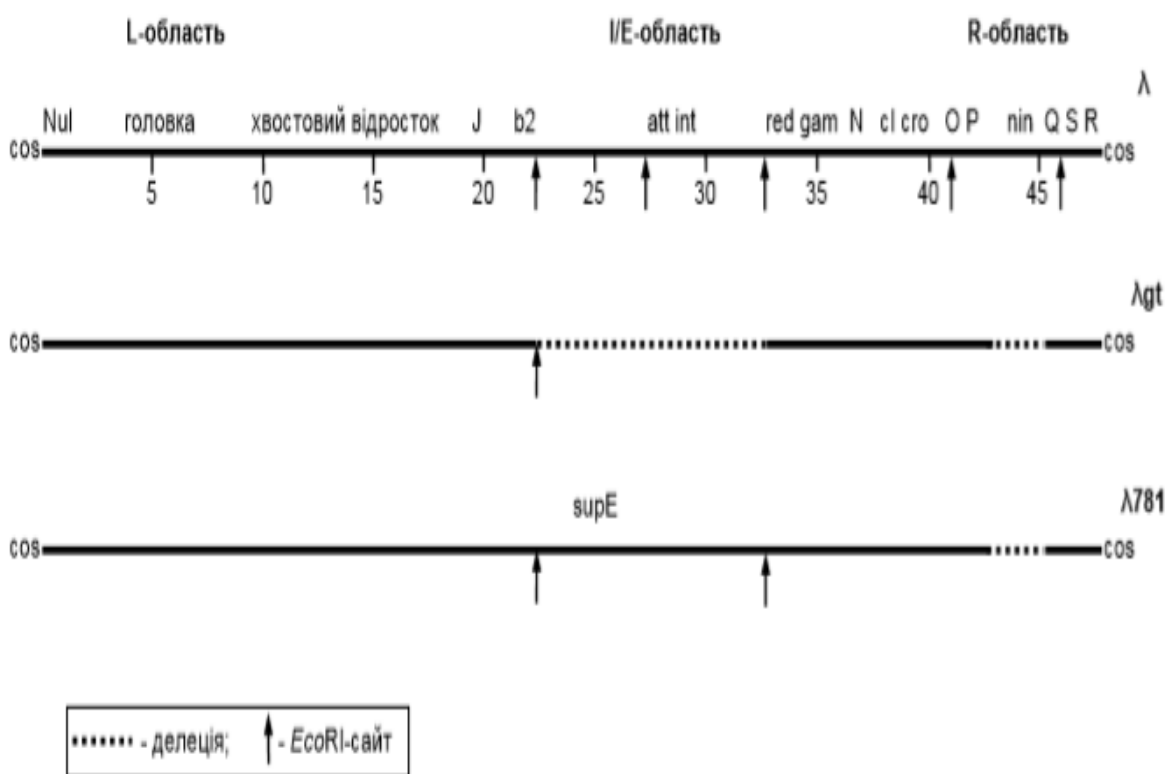 L-область I/E-область R-область
λ
Nul головка хвостовий відросток J b2 att int red gam N cl cro O P nin Q S R
cos cos
5 10 15 20 25 30 35 40 45
λgt
cos cos
supE λ781
cos cos
- делеція; - EcoRI-сайт